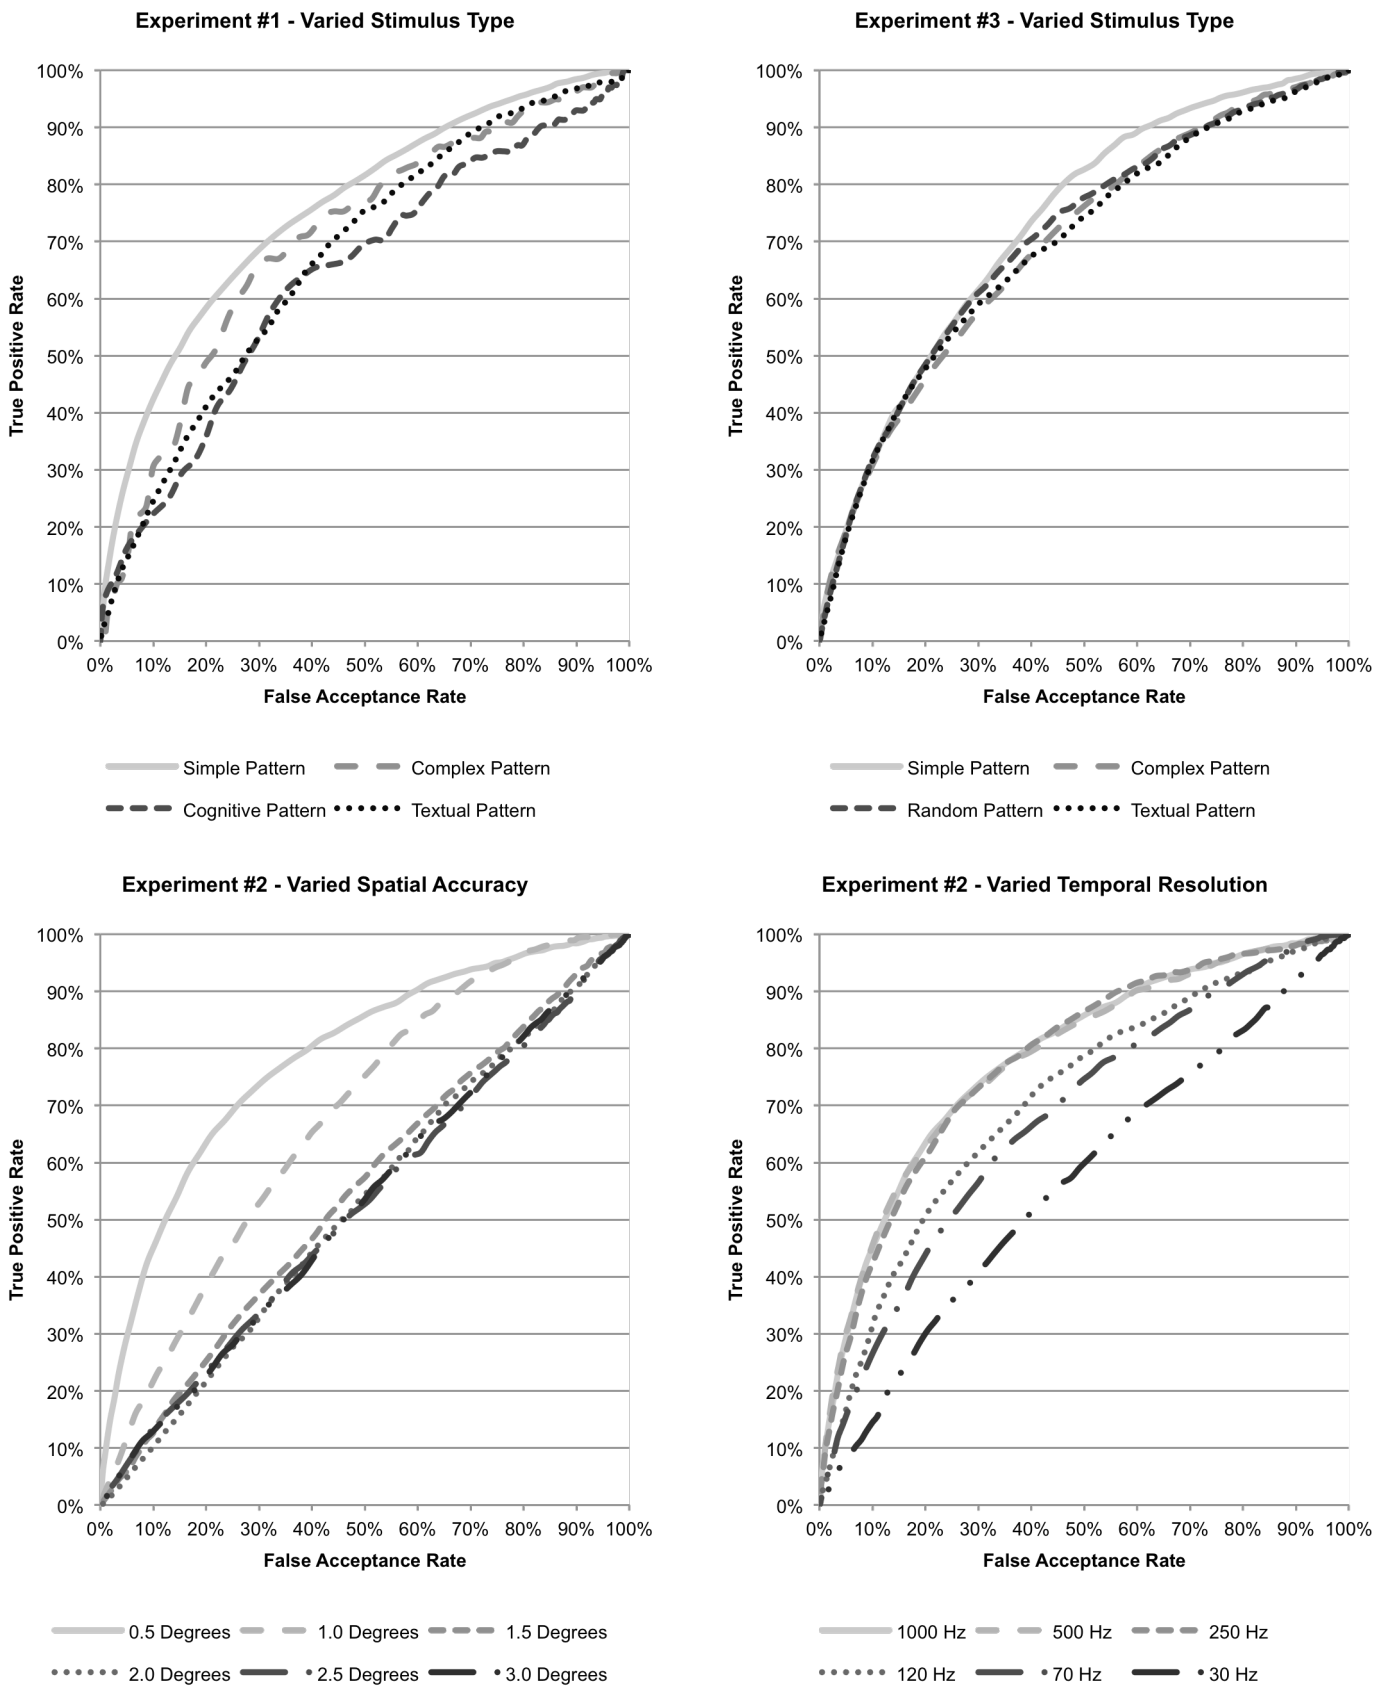 Experiment #1 - Varied Stimulus Type
100%
90%
80%
70%
60%
50%
40%
30%
20%
10%
0%
True Positive Rate
0% 10% 20% 30% 40% 50% 60% 70% 80% 90% 100%
False Acceptance Rate
Simple Pattern Complex Pattern
Cognitive Pattern Textual Pattern
Experiment #3 - Varied Stimulus Type
100%
90%
80%
70%
60%
50%
40%
30%
20%
10%
0%
True Positive Rate
0% 10% 20% 30% 40% 50% 60% 70% 80% 90% 100%
False Acceptance Rate
Simple Pattern Complex Pattern
Random Pattern Textual Pattern
Experiment #2 - Varied Spatial Accuracy
100%
90%
80%
70%
60%
50%
40%
30%
20%
10%
0%
True Positive Rate
0% 10% 20% 30% 40% 50% 60% 70% 80% 90% 100%
False Acceptance Rate
0.5 Degrees 1.0 Degrees 1.5 Degrees
2.0 Degrees 2.5 Degrees 3.0 Degrees
Experiment #2 - Varied Temporal Resolution
100%
90%
80%
70%
60%
50%
40%
30%
20%
10%
0%
True Positive Rate
0% 10% 20% 30% 40% 50% 60% 70% 80% 90% 100%
False Acceptance Rate
1000 Hz 500 Hz 250 Hz
120 Hz 70 Hz 30 Hz